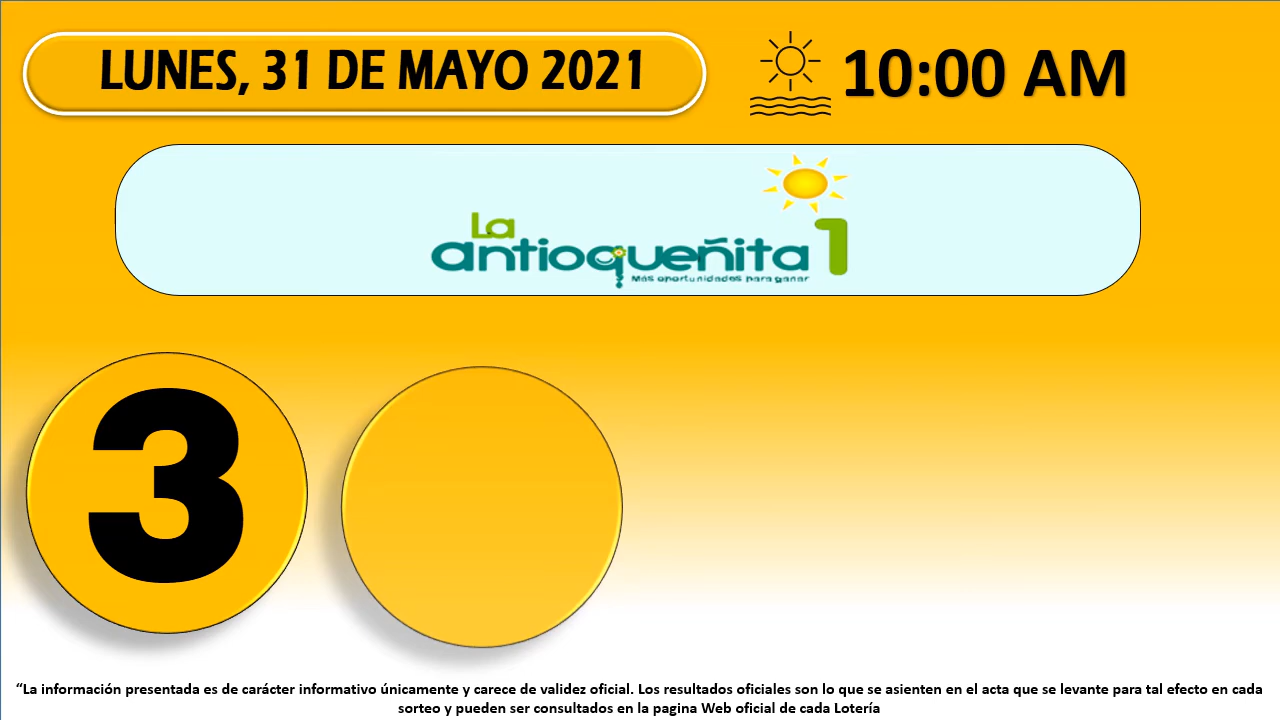 LUNES, 31 DE MAYO 2021
10:00 AM
La
antioqueñita 1
Más oportunidades para ganar
3
“La información presentada es de carácter informativo únicamente y carece de validez oficial. Los resultados oficiales son lo que se asienten en el acta que se levante para tal efecto en cada
sorteo y pueden ser consultados en la pagina Web oficial de cada Lotería